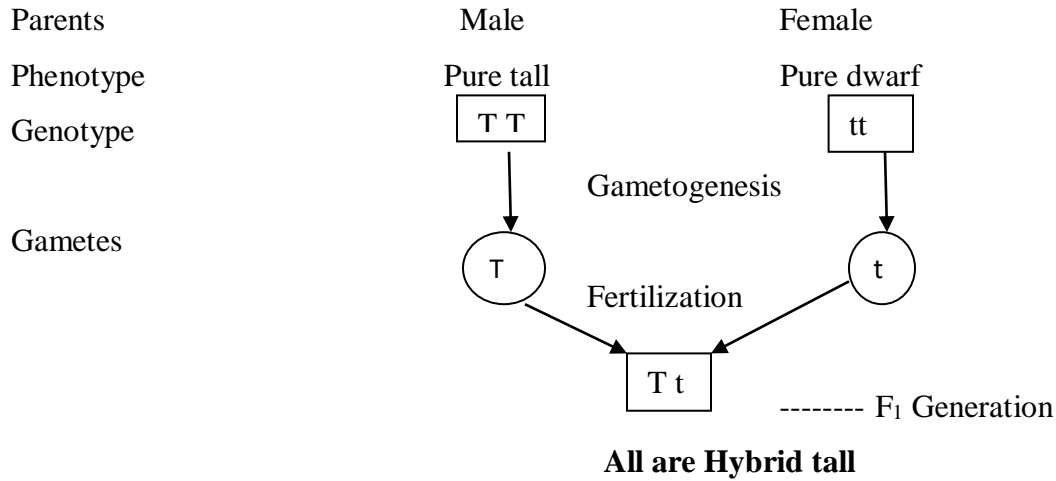 Parents Male Female
Phenotype Pure tall Pure dwarf
Genotype T T tt
Gametogenesis
Gametes T t
Fertilization
T t
-------- F₁ Generation
All are Hybrid tall